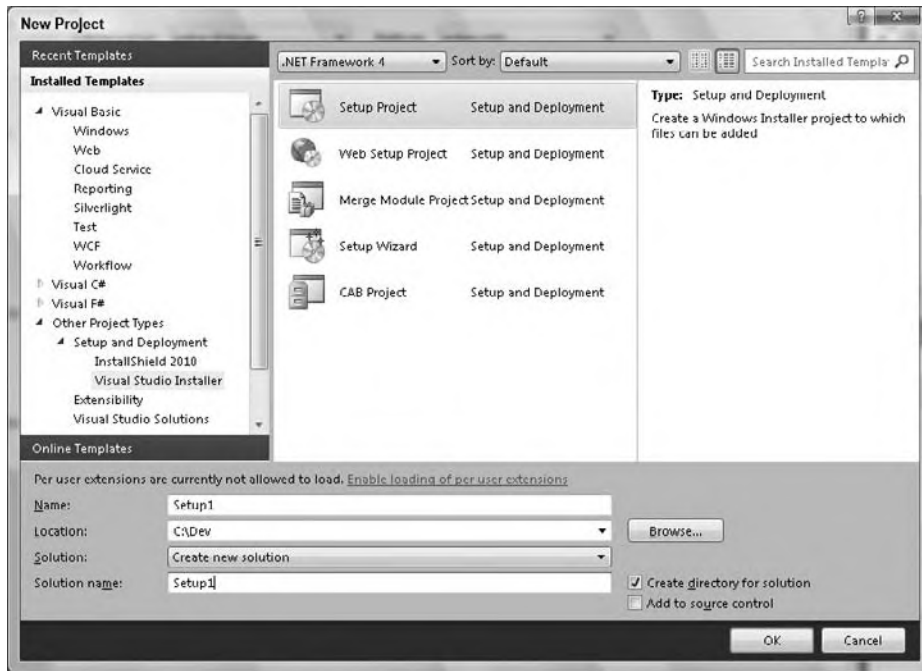 New Project
Recent Templates
Installed Templates
Visual Basic
Windows
Web
Cloud Service
Reporting
Silverlight
Test
WCF
Workflow
Visual C#
Visual F#
Other Project Types
Setup and Deployment
InstallShield 2010
Visual Studio Installer
Extensibility
Visual Studio Solutions
Online Templates
.NET Framework 4
Sort by: Default
Search Installed Templa
Setup Project Setup and Deployment
Web Setup Project Setup and Deployment
Merge Module Project Setup and Deployment
Setup Wizard Setup and Deployment
CAB Project Setup and Deployment
Type: Setup and Deployment
Create a Windows Installer project to which
files can be added
Per user extensions are currently not allowed to load. Enable loading of per user extensions
Name: Setup1
Location: C:\Dev
Browse...
Solution: Create new solution
Solution name: Setup1
Create directory for solution
Add to source control
OK
Cancel